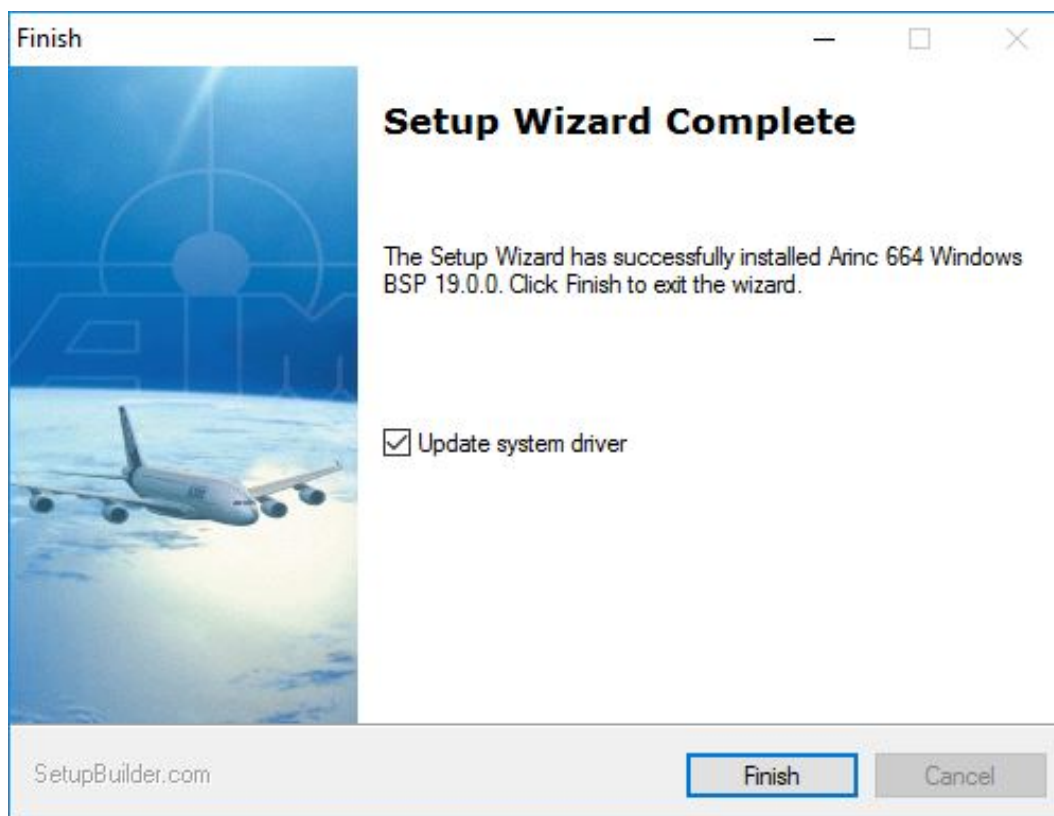 Finish
Setup Wizard Complete
The Setup Wizard has successfully installed Arinc 664 Windows
BSP 19.0.0. Click Finish to exit the wizard.
Update system driver
SetupBuilder.com
Finish
Cancel
AIM